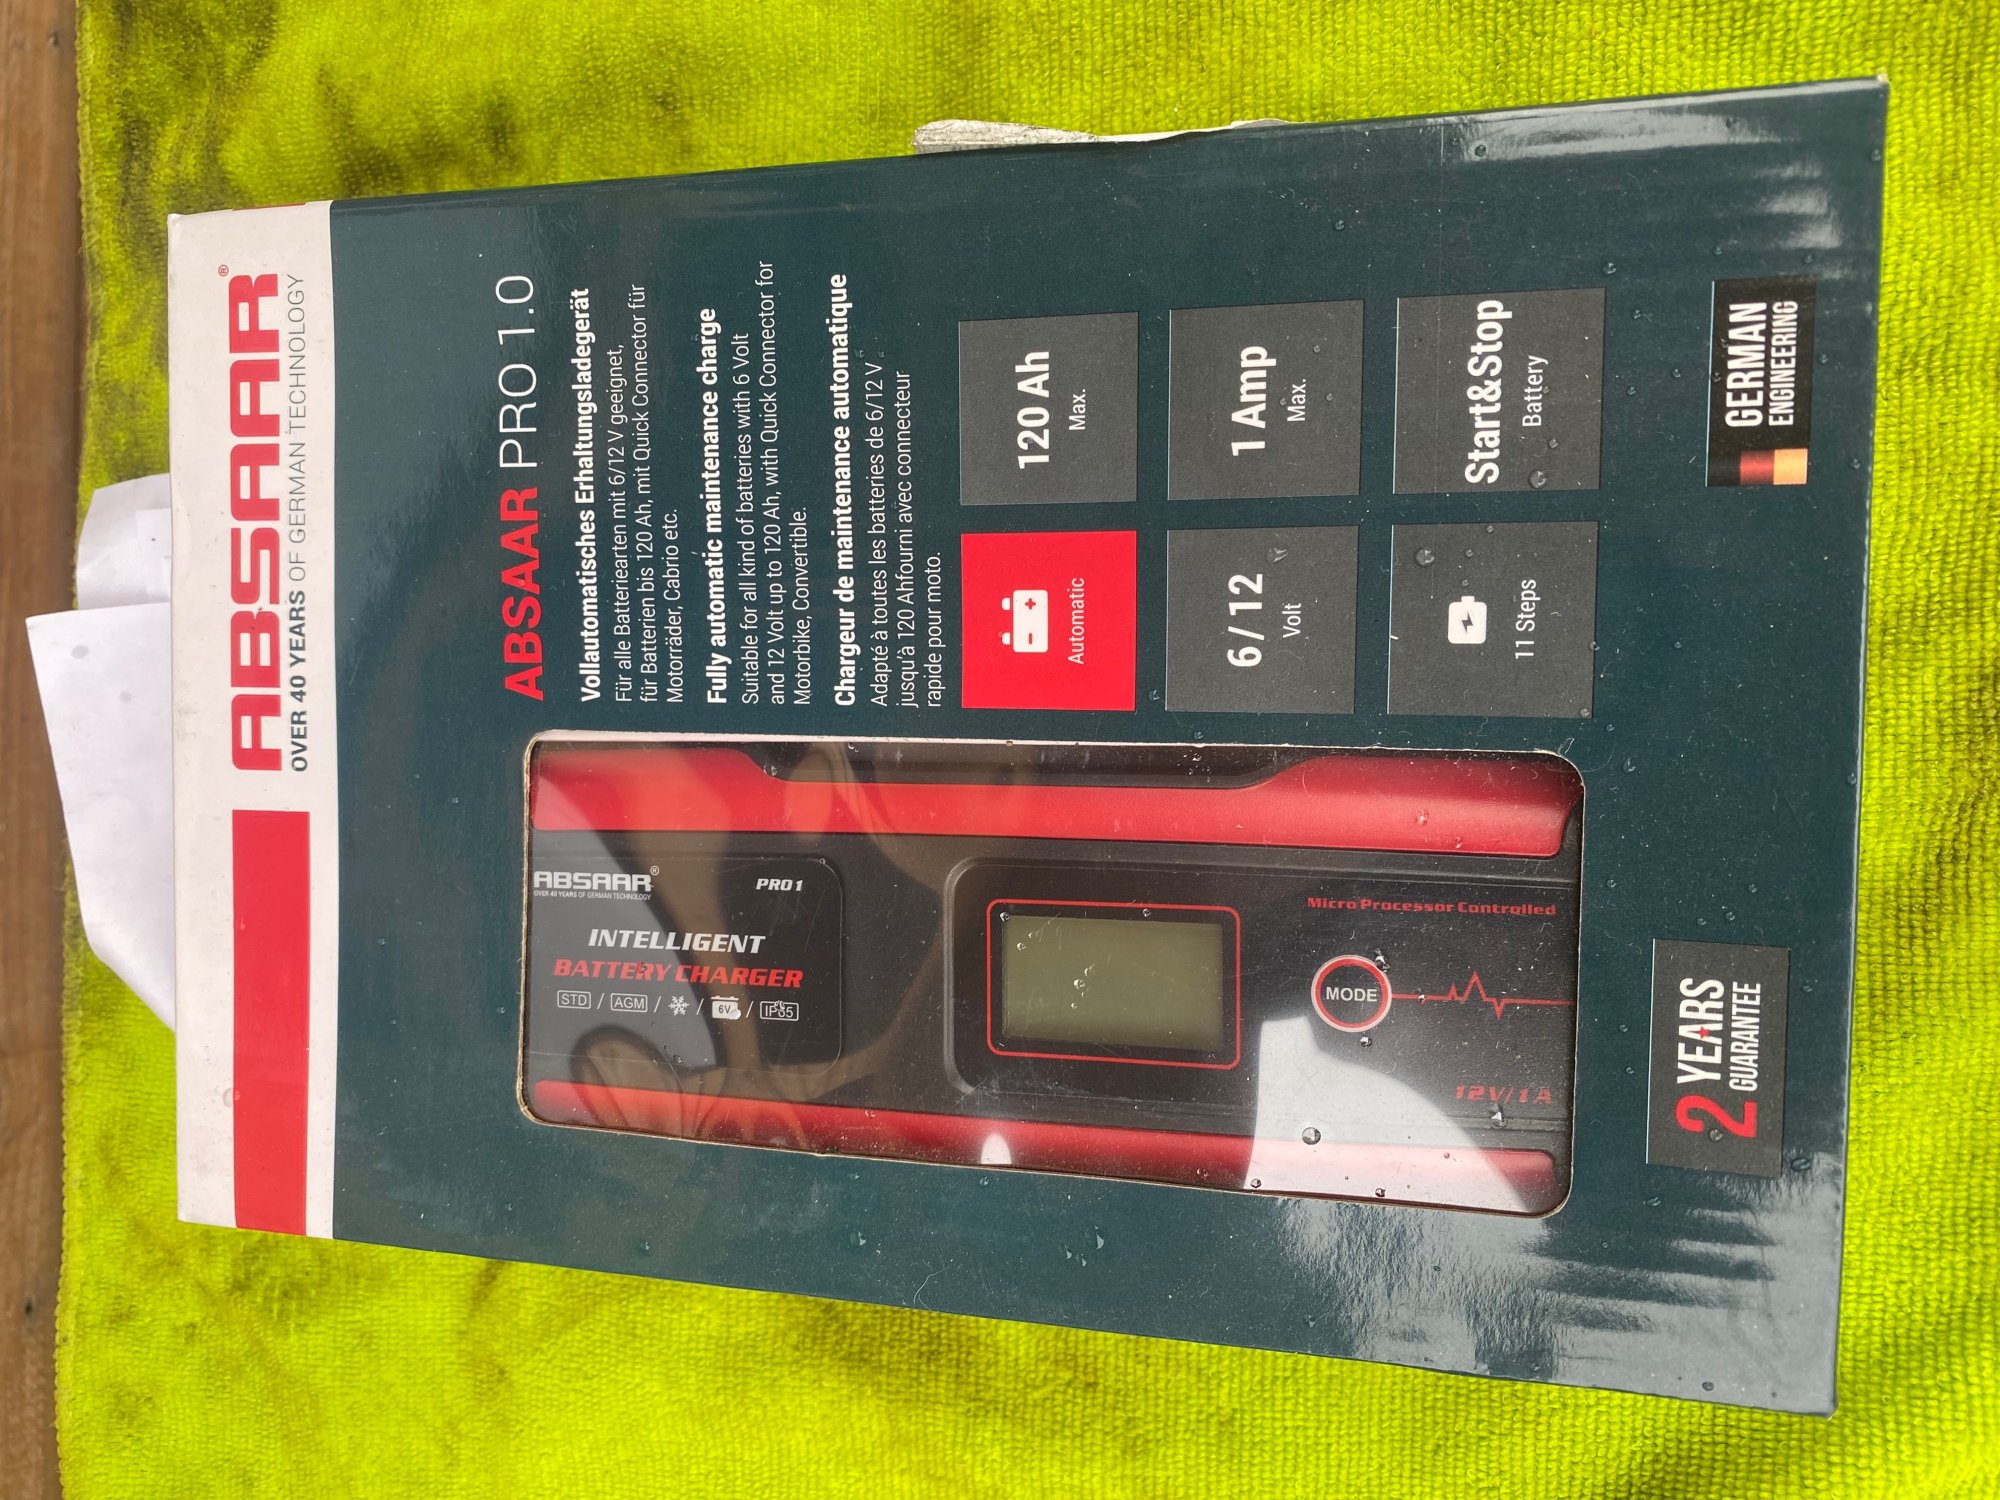 ABSAAR®
OVER 40 YEARS OF GERMAN TECHNOLOGY
ABSAAR PRO 1.0
Vollautomatisches Erhaltungsladegerät
Für alle Batteriearten mit 6/12 V geeignet,
für Batterien bis 120 Ah, mit Quick Connector für
Motorräder, Cabrio etc.
Fully automatic maintenance charge
Suitable for all kind of batteries with 6 Volt
and 12 Volt up to 120 Ah, with Quick Connector for
Motorbike, Convertible.
Chargeur de maintenance automatique
Adapté à toutes les batteries de 6/12 V
jusqu'à 120 Ahfourni avec connecteur
rapide pour moto.
Automatic
120 Ah
Max.
6/12
Volt
1 Amp
Max.
11 Steps
Start&Stop
Battery
ABSAAR®
OVER 40 YEARS OF GERMAN TECHNOLOGY
PRO 1
INTELLIGENT
BATTERY CHARGER
STD / AGM / / 6V / IP65
Micro Processor Controlled
MODE
12V/1A
2 YEARS
GUARANTEE
GERMAN
ENGINEERING